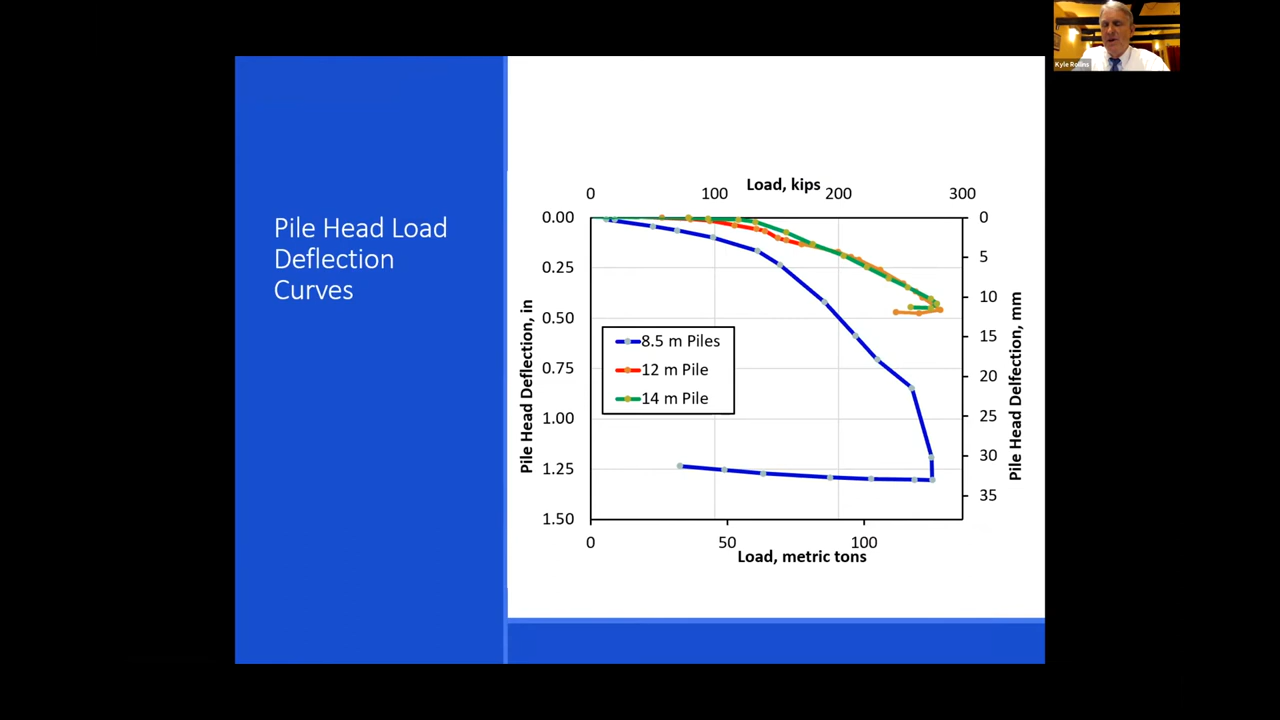 Kyle Rollins
Pile Head Load
Deflection
Curves
Load, kips
0 100 200 300
0.00
0.25
0.50
0.75
1.00
1.25
1.50
Pile Head Deflection, in
8.5 m Piles
12 m Pile
14 m Pile
0
5
10
15
20
25
30
35
Pile Head Delfection, mm
0 50 100
Load, metric tons